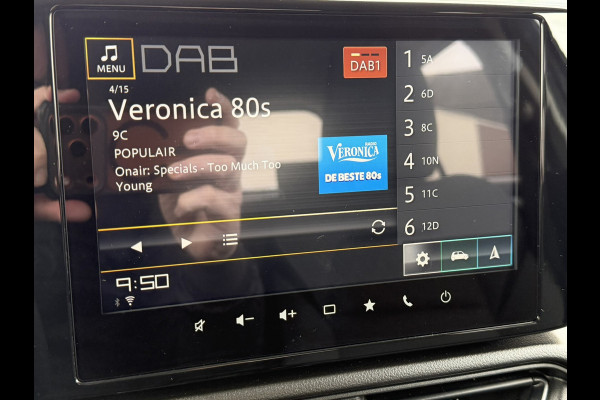 MENU
DAB
DAB1
4/15
Veronica 80s
9C
POPULAIR
Onair: Specials - Too Much Too
Young
RADIO
VERONICA
DE BESTE 80s
1 5A
2 6D
3 8C
4 10N
5 11C
6 12D
9:50